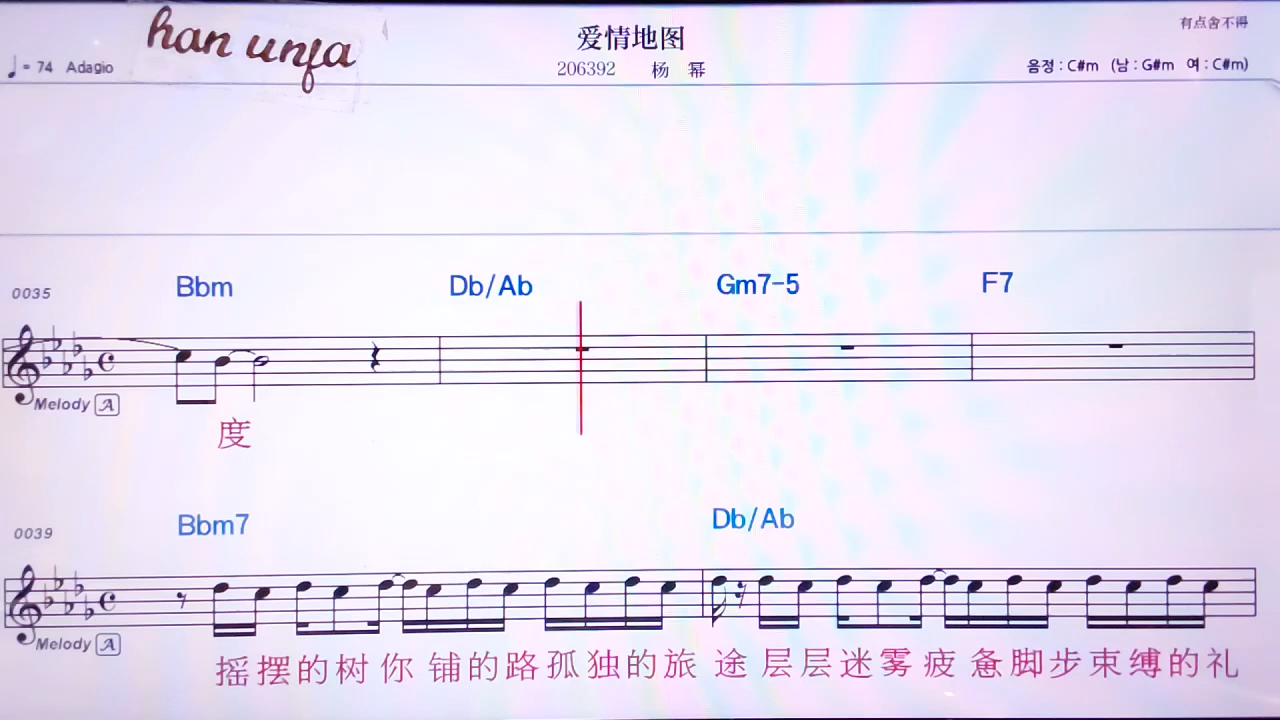 han unfa
爱情地图
有点舍不得
♩= 74 Adagio
206392 杨 幂
음정 : C#m (남 : G#m 여 : C#m)
Bbm Db/Ab Gm7-5 F7
0035
Melody A
度
Bbm7 Db/Ab
0039
Melody A
摇摆的树你铺的路孤独的旅途层层迷雾疲惫脚步束缚的礼